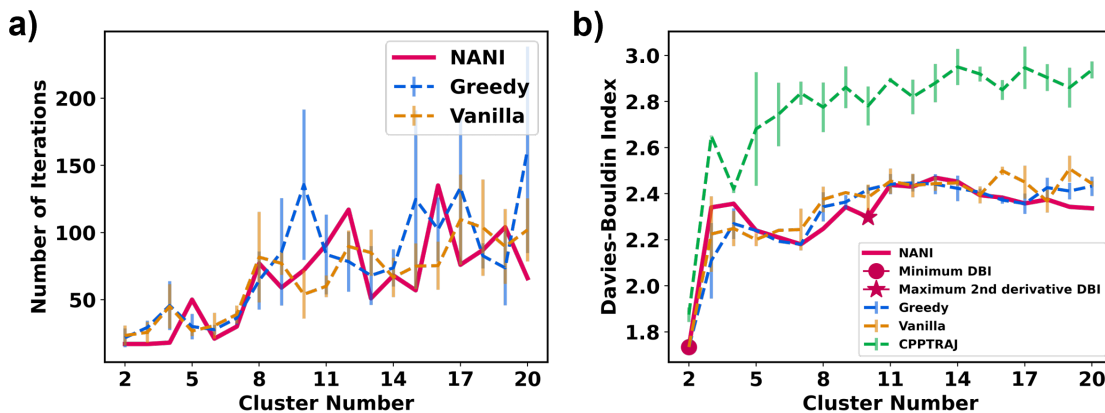 a)
Number of Iterations
200
150
100
50
2
5
8
11
14
17
20
Cluster Number
NANI
Greedy
Vanilla
b)
Davies-Bouldin Index
3.0
2.8
2.6
2.4
2.2
2.0
1.8
2
5
8
11
14
17
20
Cluster Number
NANI
Minimum DBI
Maximum 2nd derivative DBI
Greedy
Vanilla
CPPTRAJ